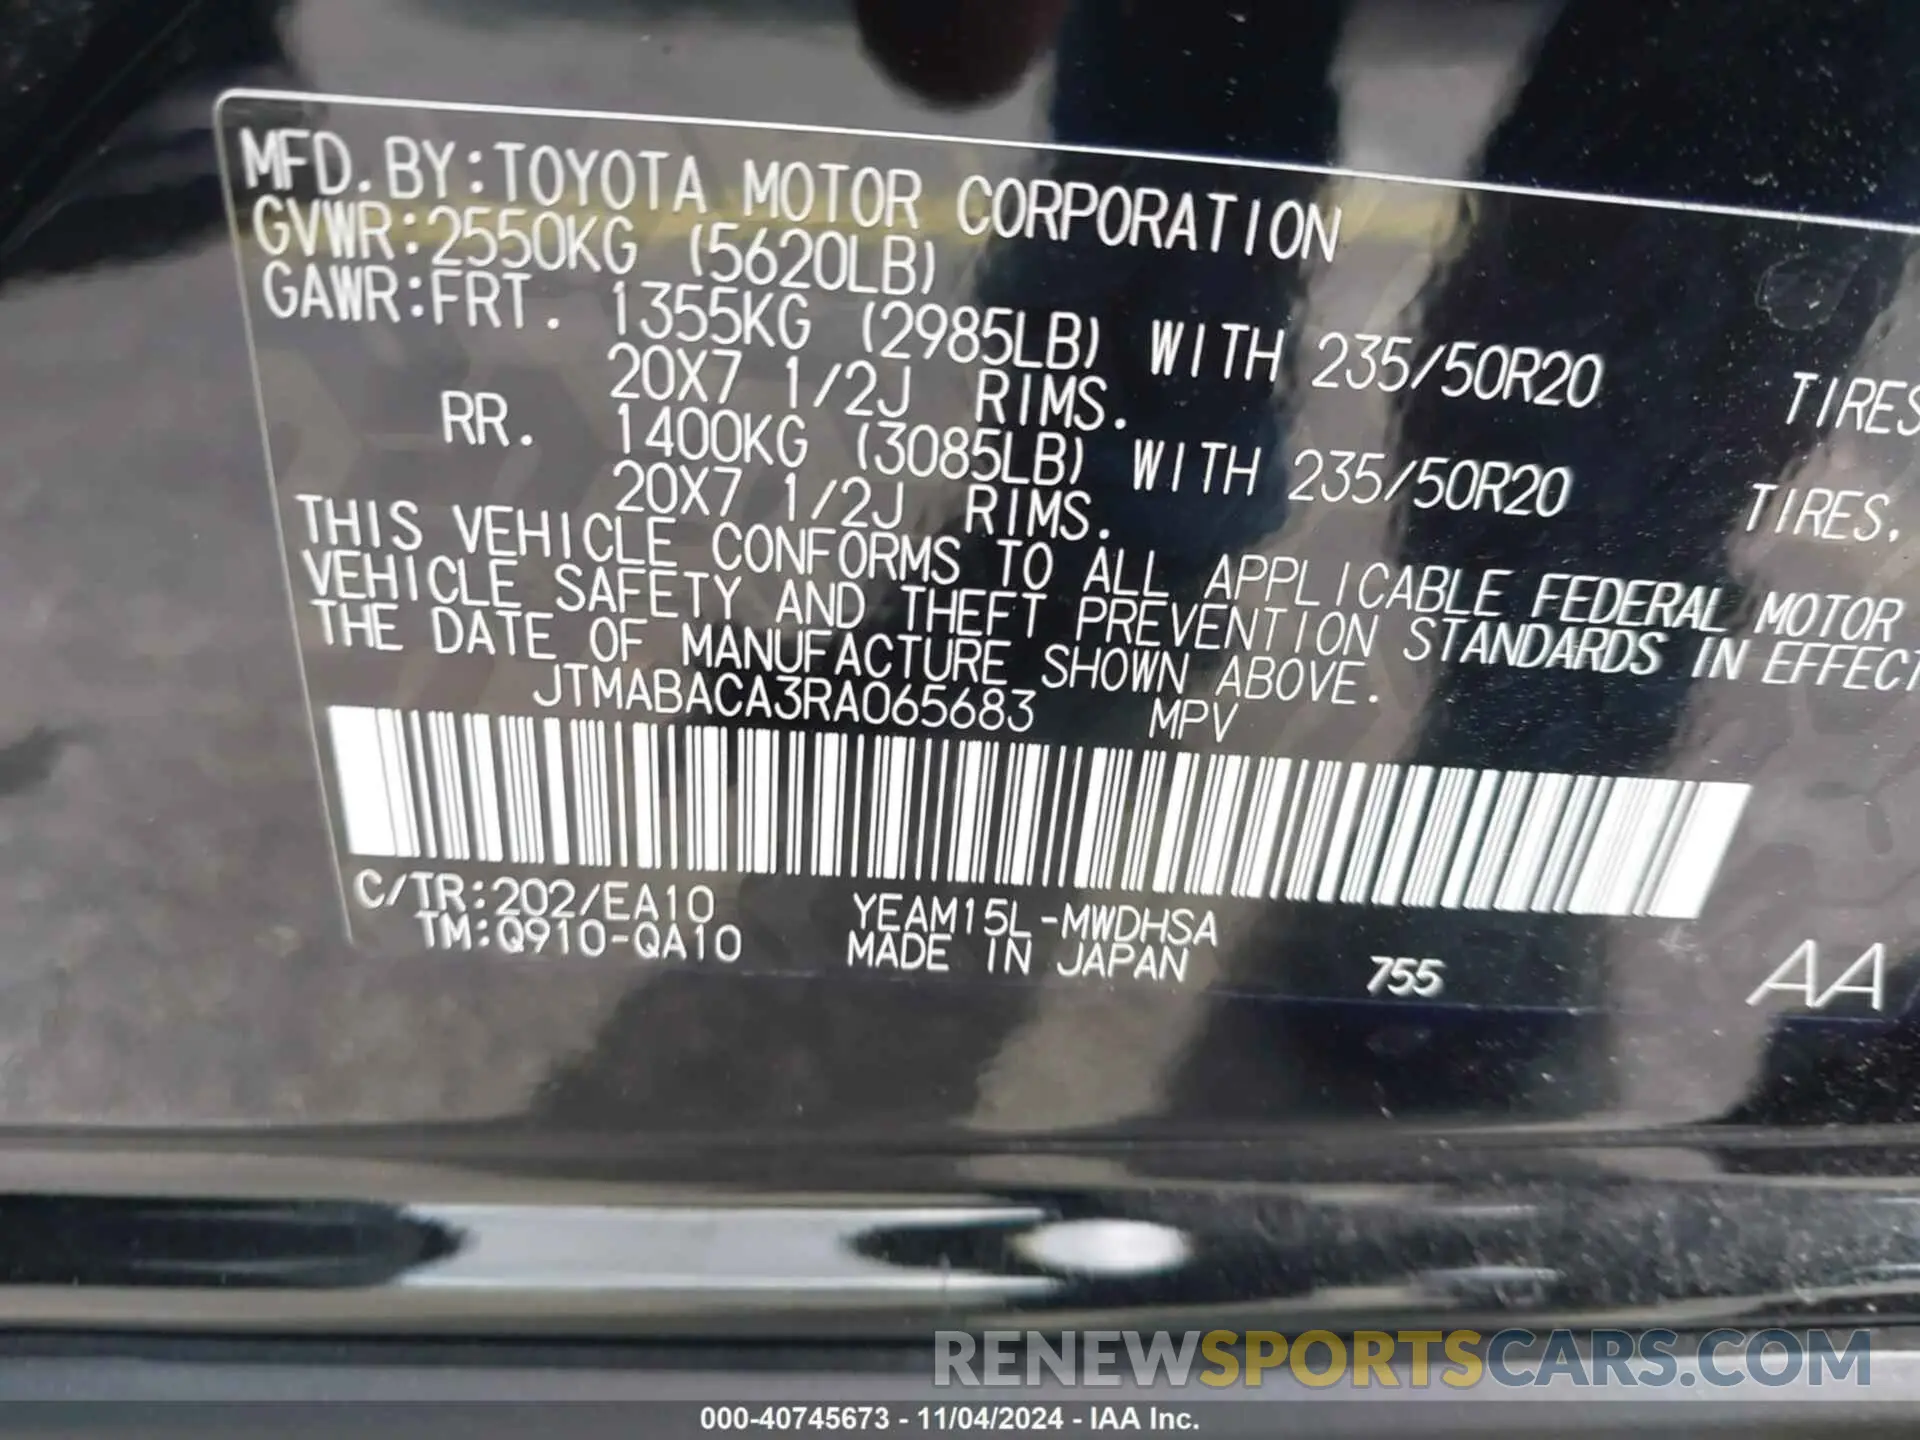 MFD.BY:TOYOTA MOTOR CORPORATION
GVWR:2550KG (5620LB)
GAWR:FRT. 1355KG (2985LB) WITH 235/50R20 TIRES
20X7 1/2J RIMS.
RR. 1400KG (3085LB) WITH 235/50R20 TIRES,
20X7 1/2J RIMS.
THIS VEHICLE CONFORMS TO ALL APPLICABLE FEDERAL MOTOR
VEHICLE SAFETY AND THEFT PREVENTION STANDARDS IN EFFECT
THE DATE OF MANUFACTURE SHOWN ABOVE.
JTMABACA3RA065683 MPV
C/TR:202/EA10 YEAM15L-MWDHSA
TM:Q910-QA10 MADE IN JAPAN 755 AA
RENEWSPORTSCARS.COM
000-40745673 - 11/04/2024 - IAA Inc.